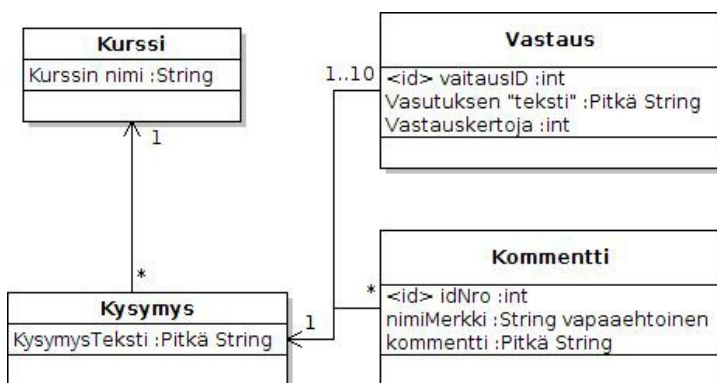 Kurssi
Kurssin nimi :String
1
*
Kysymys
KysymysTeksti :Pitkä String
1
1..10
Vastaus
<id> vaitausID :int
Vasutuksen "teksti" :Pitkä String
Vastauskertoja :int
*
Kommentti
<id> idNro :int
nimiMerkki :String vapaaehtoinen
kommentti :Pitkä String